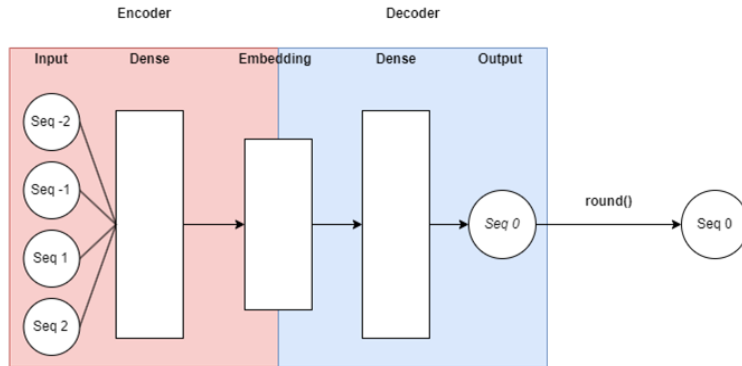 Encoder
Decoder
Input
Dense
Embedding
Dense
Output
Seq -2
Seq -1
Seq 1
Seq 2
Seq 0
round()
Seq 0